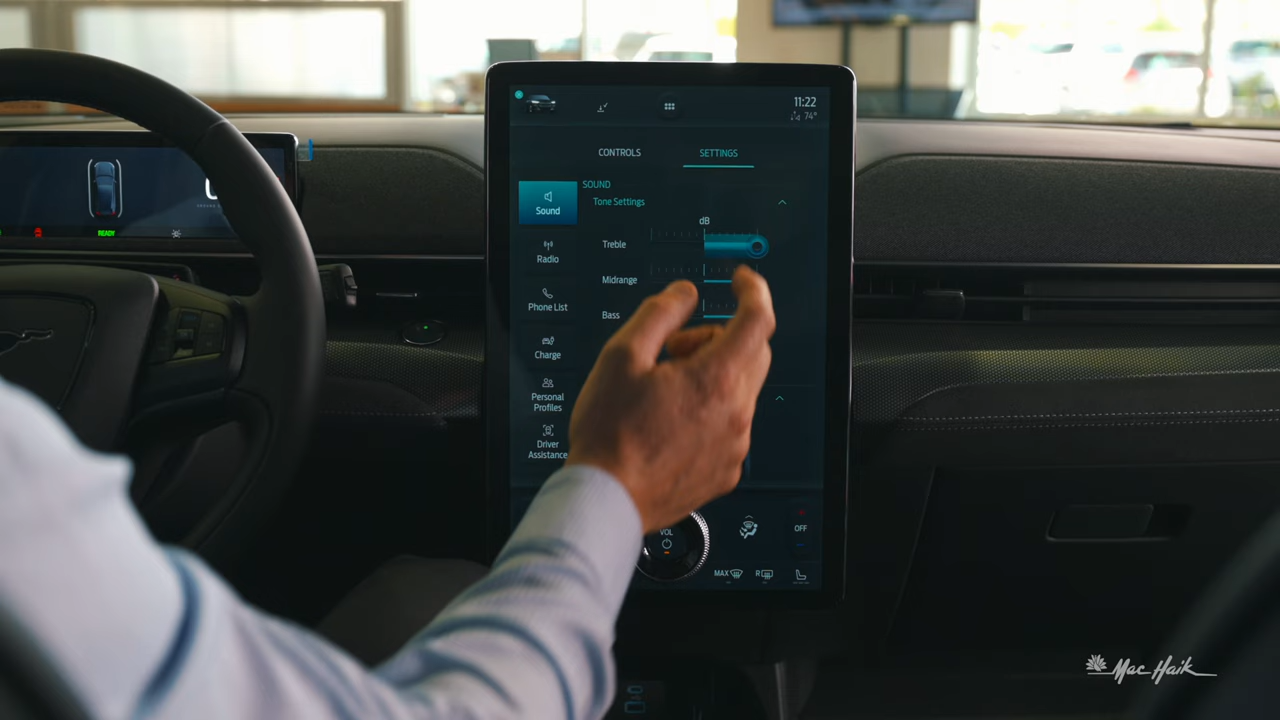 11:22
74°
CONTROLS
SETTINGS
SOUND
Tone Settings
Sound
dB
Treble
Radio
Midrange
Phone List
Bass
Charge
Personal
Profiles
Driver
Assistance
READY
VOL
OFF
MAX
R
Mac Haik